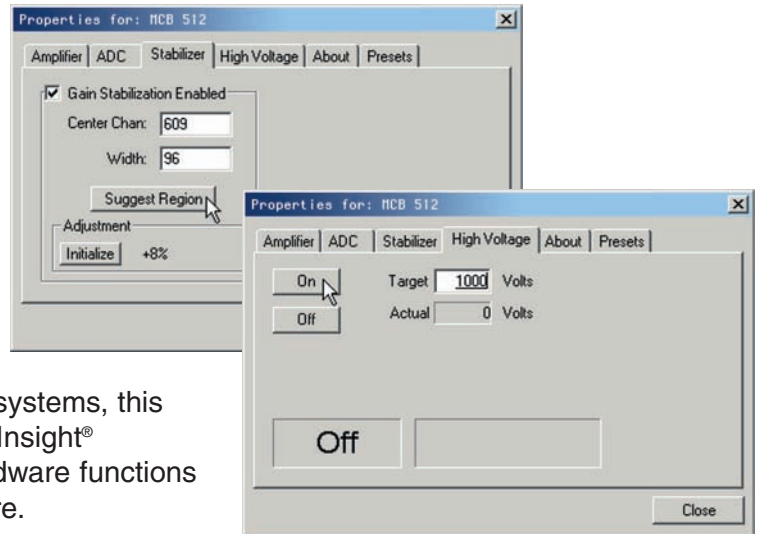 Properties for: MCB 512
Amplifier ADC Stabilizer High Voltage About Presets
Gain Stabilization Enabled
Center Chan: 609
Width: 96
Suggest Region
Adjustment
Initialize +8%
Properties for: MCB 512
Amplifier ADC Stabilizer High Voltage About Presets
On Target 1000 Volts
Off Actual 0 Volts
Off
Close
systems, this
Insight®
dware functions
re.